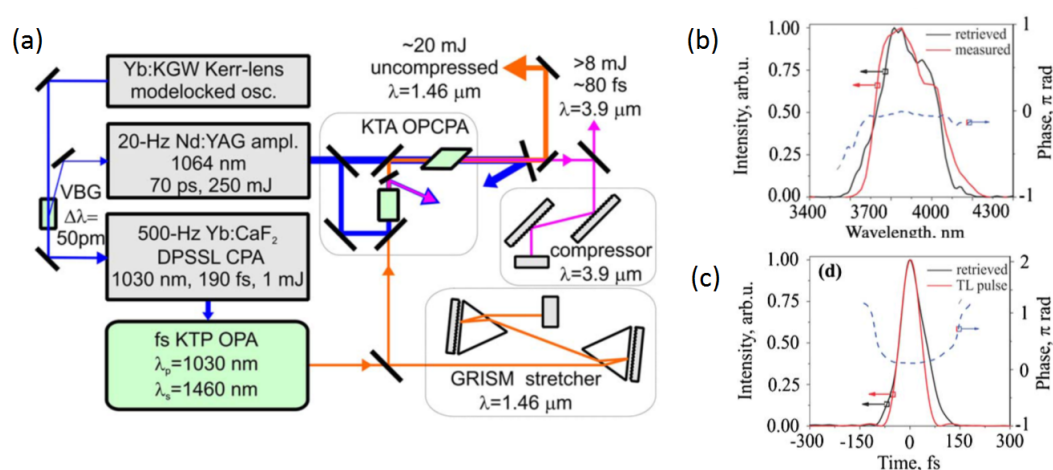 (a)
Yb:KGW Kerr-lens
modelocked osc.
20-Hz Nd:YAG ampl.
1064 nm
70 ps, 250 mJ
VBG
Δλ=
50pm
500-Hz Yb:CaF₂
DPSSL CPA
1030 nm, 190 fs, 1 mJ
fs KTP OPA
λp=1030 nm
λs=1460 nm
KTA OPCPA
~20 mJ
uncompressed
λ=1.46 μm
>8 mJ
~80 fs
λ=3.9 μm
compressor
λ=3.9 μm
GRISM stretcher
λ=1.46 μm
(b)
retrieved
measured
Intensity, arb.u.
1.00
0.75
0.50
0.25
0.00
Phase, π rad
1
0
-1
3400 3700 4000 4300
Wavelength, nm
(c)
(d)
retrieved
TL pulse
Intensity, arb.u.
1.00
0.75
0.50
0.25
0.00
Phase, π rad
2
1
0
-1
-300 -150 0 150 300
Time, fs